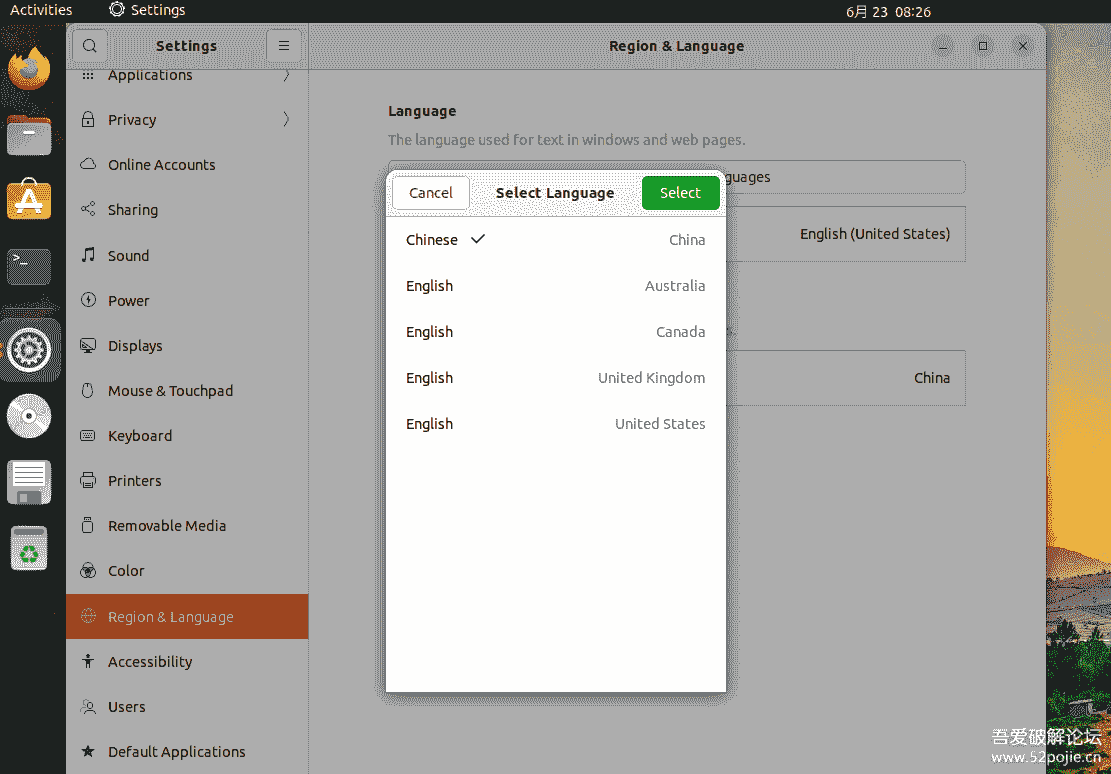 Activities
Settings
6月 23 08:26
Settings
Region & Language
Applications
Privacy
Online Accounts
Sharing
Sound
Power
Displays
Mouse & Touchpad
Keyboard
Printers
Removable Media
Color
Region & Language
Accessibility
Users
Default Applications
Language
The language used for text in windows and web pages.
guages
English (United States)
s.
China
Cancel
Select Language
Select
Chinese China
English Australia
English Canada
English United Kingdom
English United States
>_
吾爱破解论坛
www.52pojie.cn